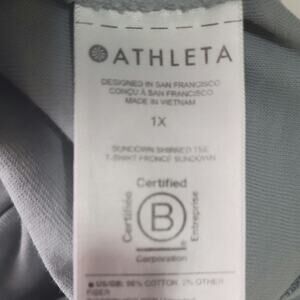 ATHLETA
DESIGNED IN SAN FRANCISCO
CONÇU À SAN FRANCISCO
MADE IN VIETNAM
1X
SUNDOWN SHIRRED TEE
T-SHIRT FRONCÉ SUNDOWN
Certified
Certifiée
B
Entreprise
Corporation
US/GB: 98% COTTON, 2% OTHER
FIBER